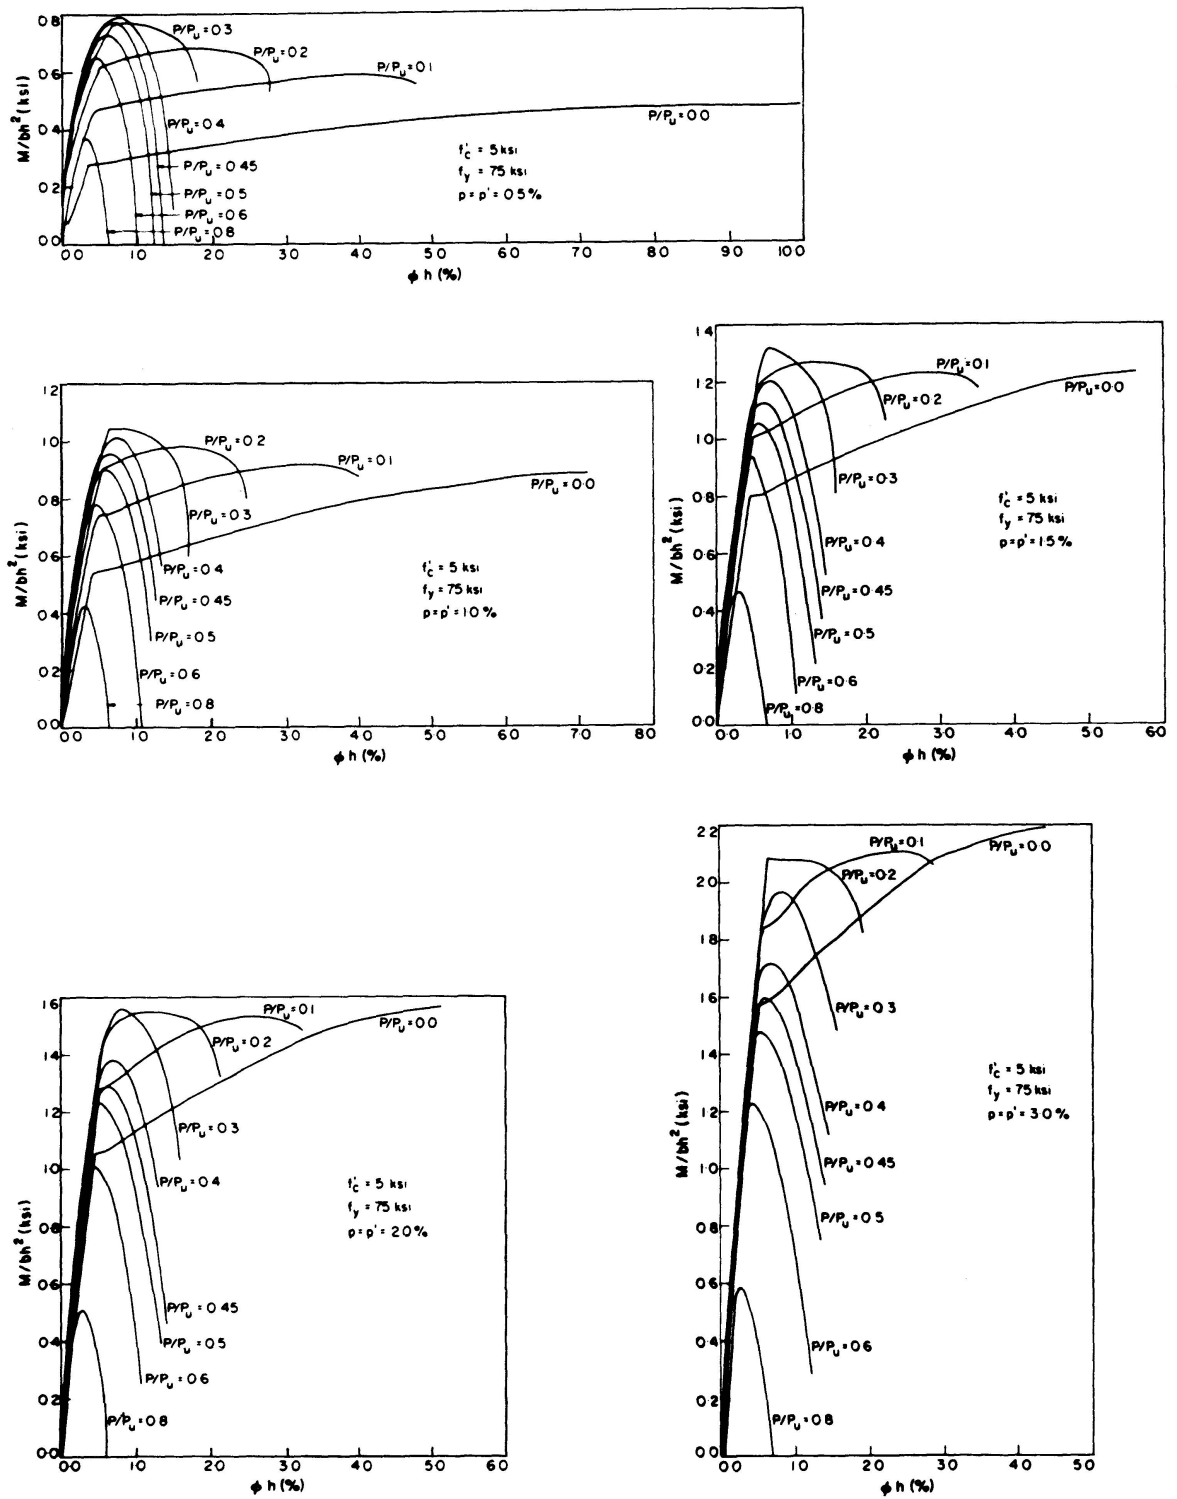 0.8
0.6
0.4
0.2
0.0
M/bh² (ksi)
P/Pu = 0.3
P/Pu = 0.2
P/Pu = 0.1
P/Pu = 0.4
P/Pu = 0.0
P/Pu = 0.45
P/Pu = 0.5
P/Pu = 0.6
P/Pu = 0.8
f'c = 5 ksi
fy = 75 ksi
p = p' = 0.5%
0.0 1.0 2.0 3.0 4.0 5.0 6.0 7.0 8.0 9.0 10.0
φ h (%)
1.2
1.0
0.8
0.6
0.4
0.2
0.0
M/bh² (ksi)
P/Pu = 0.2
P/Pu = 0.1
P/Pu = 0.0
P/Pu = 0.3
P/Pu = 0.4
P/Pu = 0.45
P/Pu = 0.5
P/Pu = 0.6
P/Pu = 0.8
f'c = 5 ksi
fy = 75 ksi
p = p' = 1.0%
0.0 1.0 2.0 3.0 4.0 5.0 6.0 7.0 8.0
φ h (%)
1.4
1.2
1.0
0.8
0.6
0.4
0.2
0.0
M/bh² (ksi)
P/Pu = 0.1
P/Pu = 0.0
P/Pu = 0.2
P/Pu = 0.3
P/Pu = 0.4
P/Pu = 0.45
P/Pu = 0.5
P/Pu = 0.6
P/Pu = 0.8
f'c = 5 ksi
fy = 75 ksi
p = p' = 1.5%
0.0 1.0 2.0 3.0 4.0 5.0 6.0
φ h (%)
1.6
1.4
1.2
1.0
0.8
0.6
0.4
0.2
0.0
M/bh² (ksi)
P/Pu = 0.1
P/Pu = 0.0
P/Pu = 0.2
P/Pu = 0.3
P/Pu = 0.4
P/Pu = 0.45
P/Pu = 0.5
P/Pu = 0.6
P/Pu = 0.8
f'c = 5 ksi
fy = 75 ksi
p = p' = 2.0%
0.0 1.0 2.0 3.0 4.0 5.0 6.0
φ h (%)
2.2
2.0
1.8
1.6
1.4
1.2
1.0
0.8
0.6
0.4
0.2
0.0
M/bh² (ksi)
P/Pu = 0.1
P/Pu = 0.0
P/Pu = 0.2
P/Pu = 0.3
P/Pu = 0.4
P/Pu = 0.45
P/Pu = 0.5
P/Pu = 0.6
P/Pu = 0.8
f'c = 5 ksi
fy = 75 ksi
p = p' = 3.0%
0.0 1.0 2.0 3.0 4.0 5.0
φ h (%)